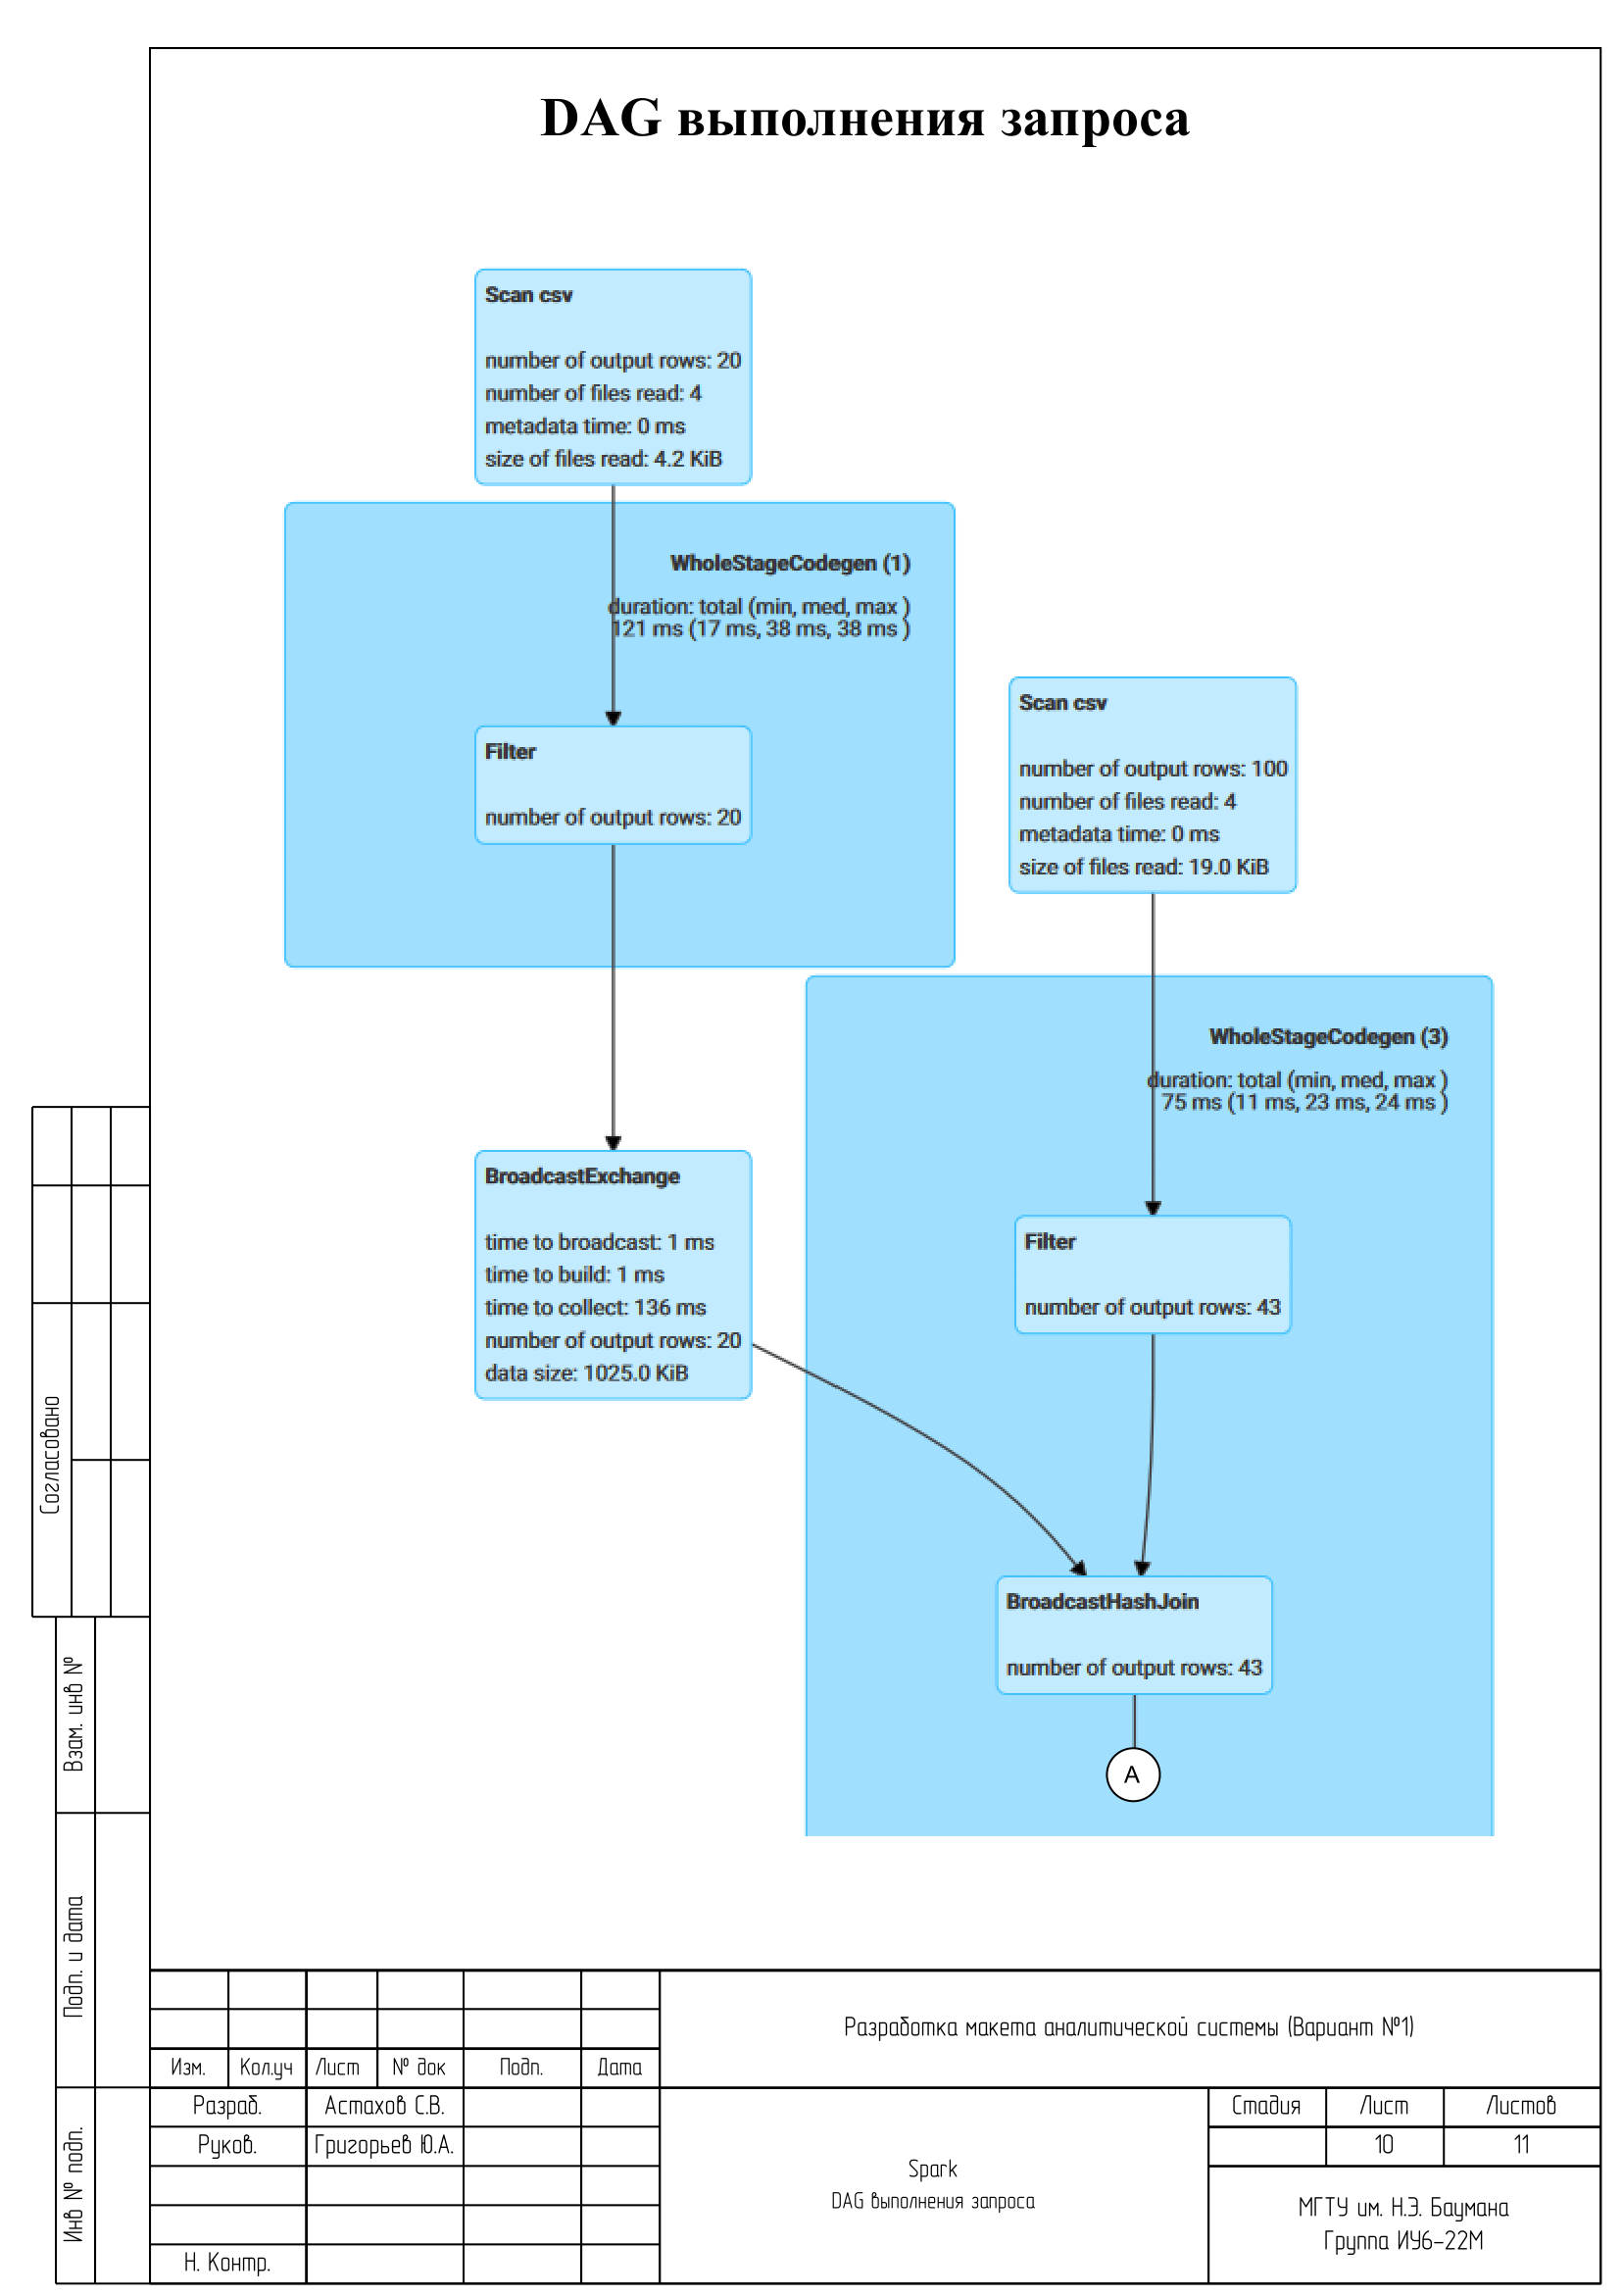 DAG выполнения запроса
Scan csv
number of output rows: 20
number of files read: 4
metadata time: 0 ms
size of files read: 4.2 KiB
WholeStageCodegen (1)
duration: total (min, med, max )
121 ms (17 ms, 38 ms, 38 ms )
Filter
number of output rows: 20
Scan csv
number of output rows: 100
number of files read: 4
metadata time: 0 ms
size of files read: 19.0 KiB
WholeStageCodegen (3)
duration: total (min, med, max )
75 ms (11 ms, 23 ms, 24 ms )
BroadcastExchange
time to broadcast: 1 ms
time to build: 1 ms
time to collect: 136 ms
number of output rows: 20
data size: 1025.0 KiB
Filter
number of output rows: 43
BroadcastHashJoin
number of output rows: 43
A
Согласовано
Взам. инв №
Подп. и дата
Инв № подп.
Разработка макета аналитической системы (Вариант №1)
Изм. Кол.уч Лист № док Подп. Дата
Разраб. Астахов С.В.
Руков. Григорьев Ю.А.
Н. Контр.
Spark
DAG выполнения запроса
Стадия Лист Листов
10 11
МГТУ им. Н.Э. Баумана
Группа ИУ6-22М